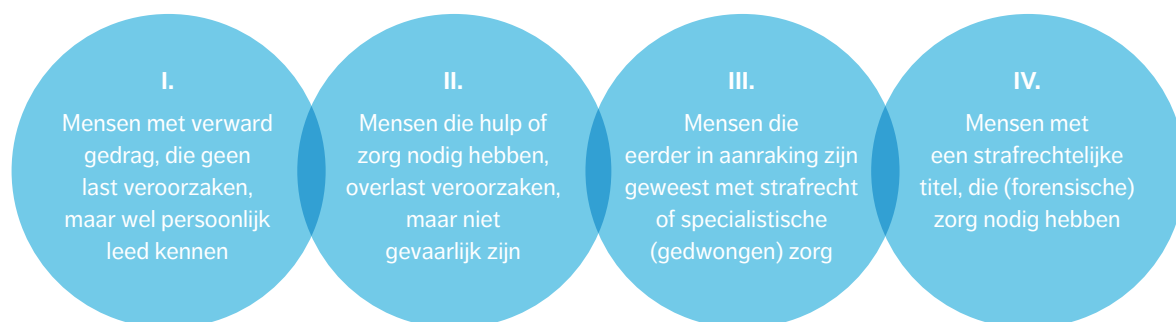 I.
Mensen met verward
gedrag, die geen
last veroorzaken,
maar wel persoonlijk
leed kennen
II.
Mensen die hulp of
zorg nodig hebben,
overlast veroorzaken,
maar niet
gevaarlijk zijn
III.
Mensen die
eerder in aanraking zijn
geweest met strafrecht
of specialistische
(gedwongen) zorg
IV.
Mensen met
een strafrechtelijke
titel, die (forensische)
zorg nodig hebben